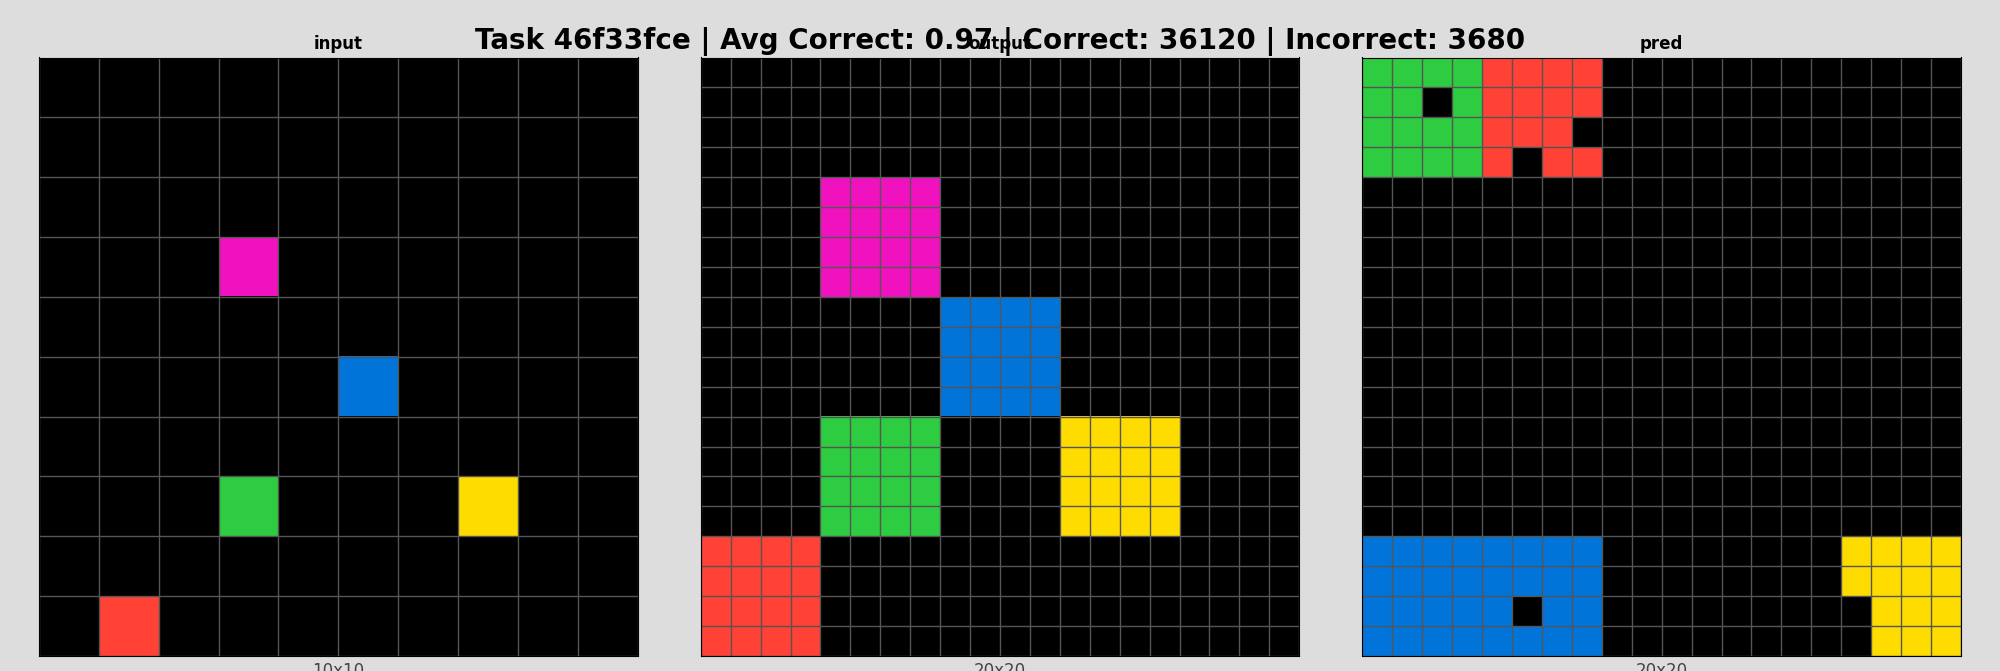 Task 46f33fce | Avg Correct: 0.97 | Correct: 36120 | Incorrect: 3680
input
output
pred
10x10
20x20
20x20